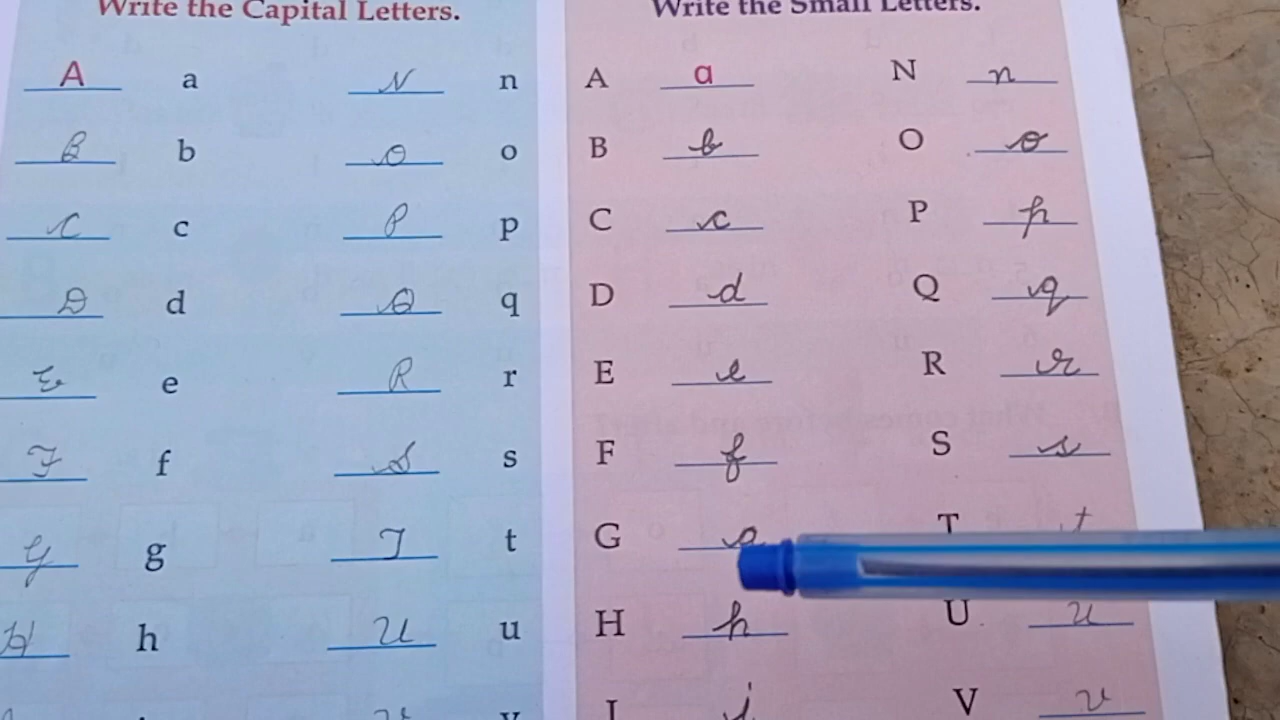 Write the Capital Letters.
A a N n
B b O o
C c P p
D d Q q
E e R r
F f S s
G g T t
H h U u
Write the Small Letters.
A a N n
B b O o
C c P p
D d Q q
E e R r
F f S s
G T t
H h U u
V v